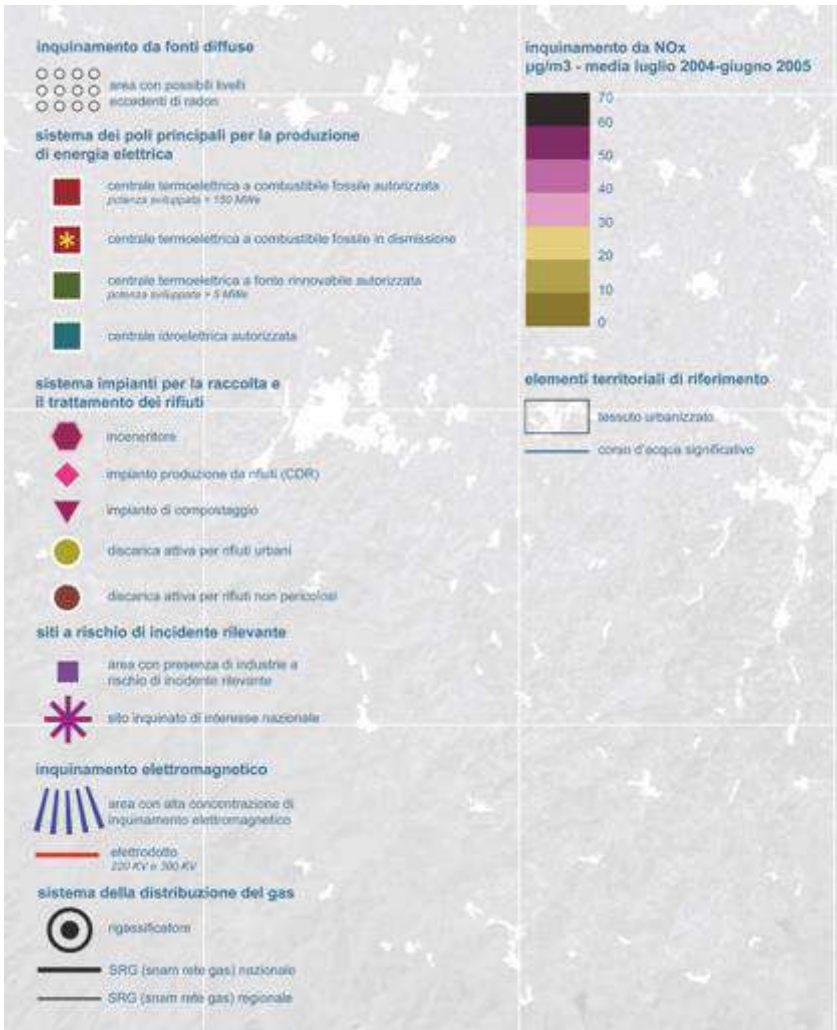 inquinamento da fonti diffuse
area con possibili livelli
eccedenti di radon
sistema dei poli principali per la produzione
di energia elettrica
centrale termoelettrica a combustibile fossile autorizzata
potenza sviluppata > 150 MWe
centrale termoelettrica a combustibile fossile in dismissione
centrale termoelettrica a fonte rinnovabile autorizzata
potenza sviluppata > 5 MWe
centrale idroelettrica autorizzata
sistema impianti per la raccolta e
il trattamento dei rifiuti
inceneritore
impianto produzione da rifiuti (CDR)
impianto di compostaggio
discarica attiva per rifiuti urbani
discarica attiva per rifiuti non pericolosi
siti a rischio di incidente rilevante
area con presenza di industrie a
rischio di incidente rilevante
sito inquinato di interesse nazionale
inquinamento elettromagnetico
area con alta concentrazione di
inquinamento elettromagnetico
elettrodotto
220 KV e 380 KV
sistema della distribuzione del gas
rigassificatore
SRG (snam rete gas) nazionale
SRG (snam rete gas) regionale
inquinamento da NOx
µg/m3 - media luglio 2004-giugno 2005
70
60
50
40
30
20
10
0
elementi territoriali di riferimento
tessuto urbanizzato
corso d'acqua significativo